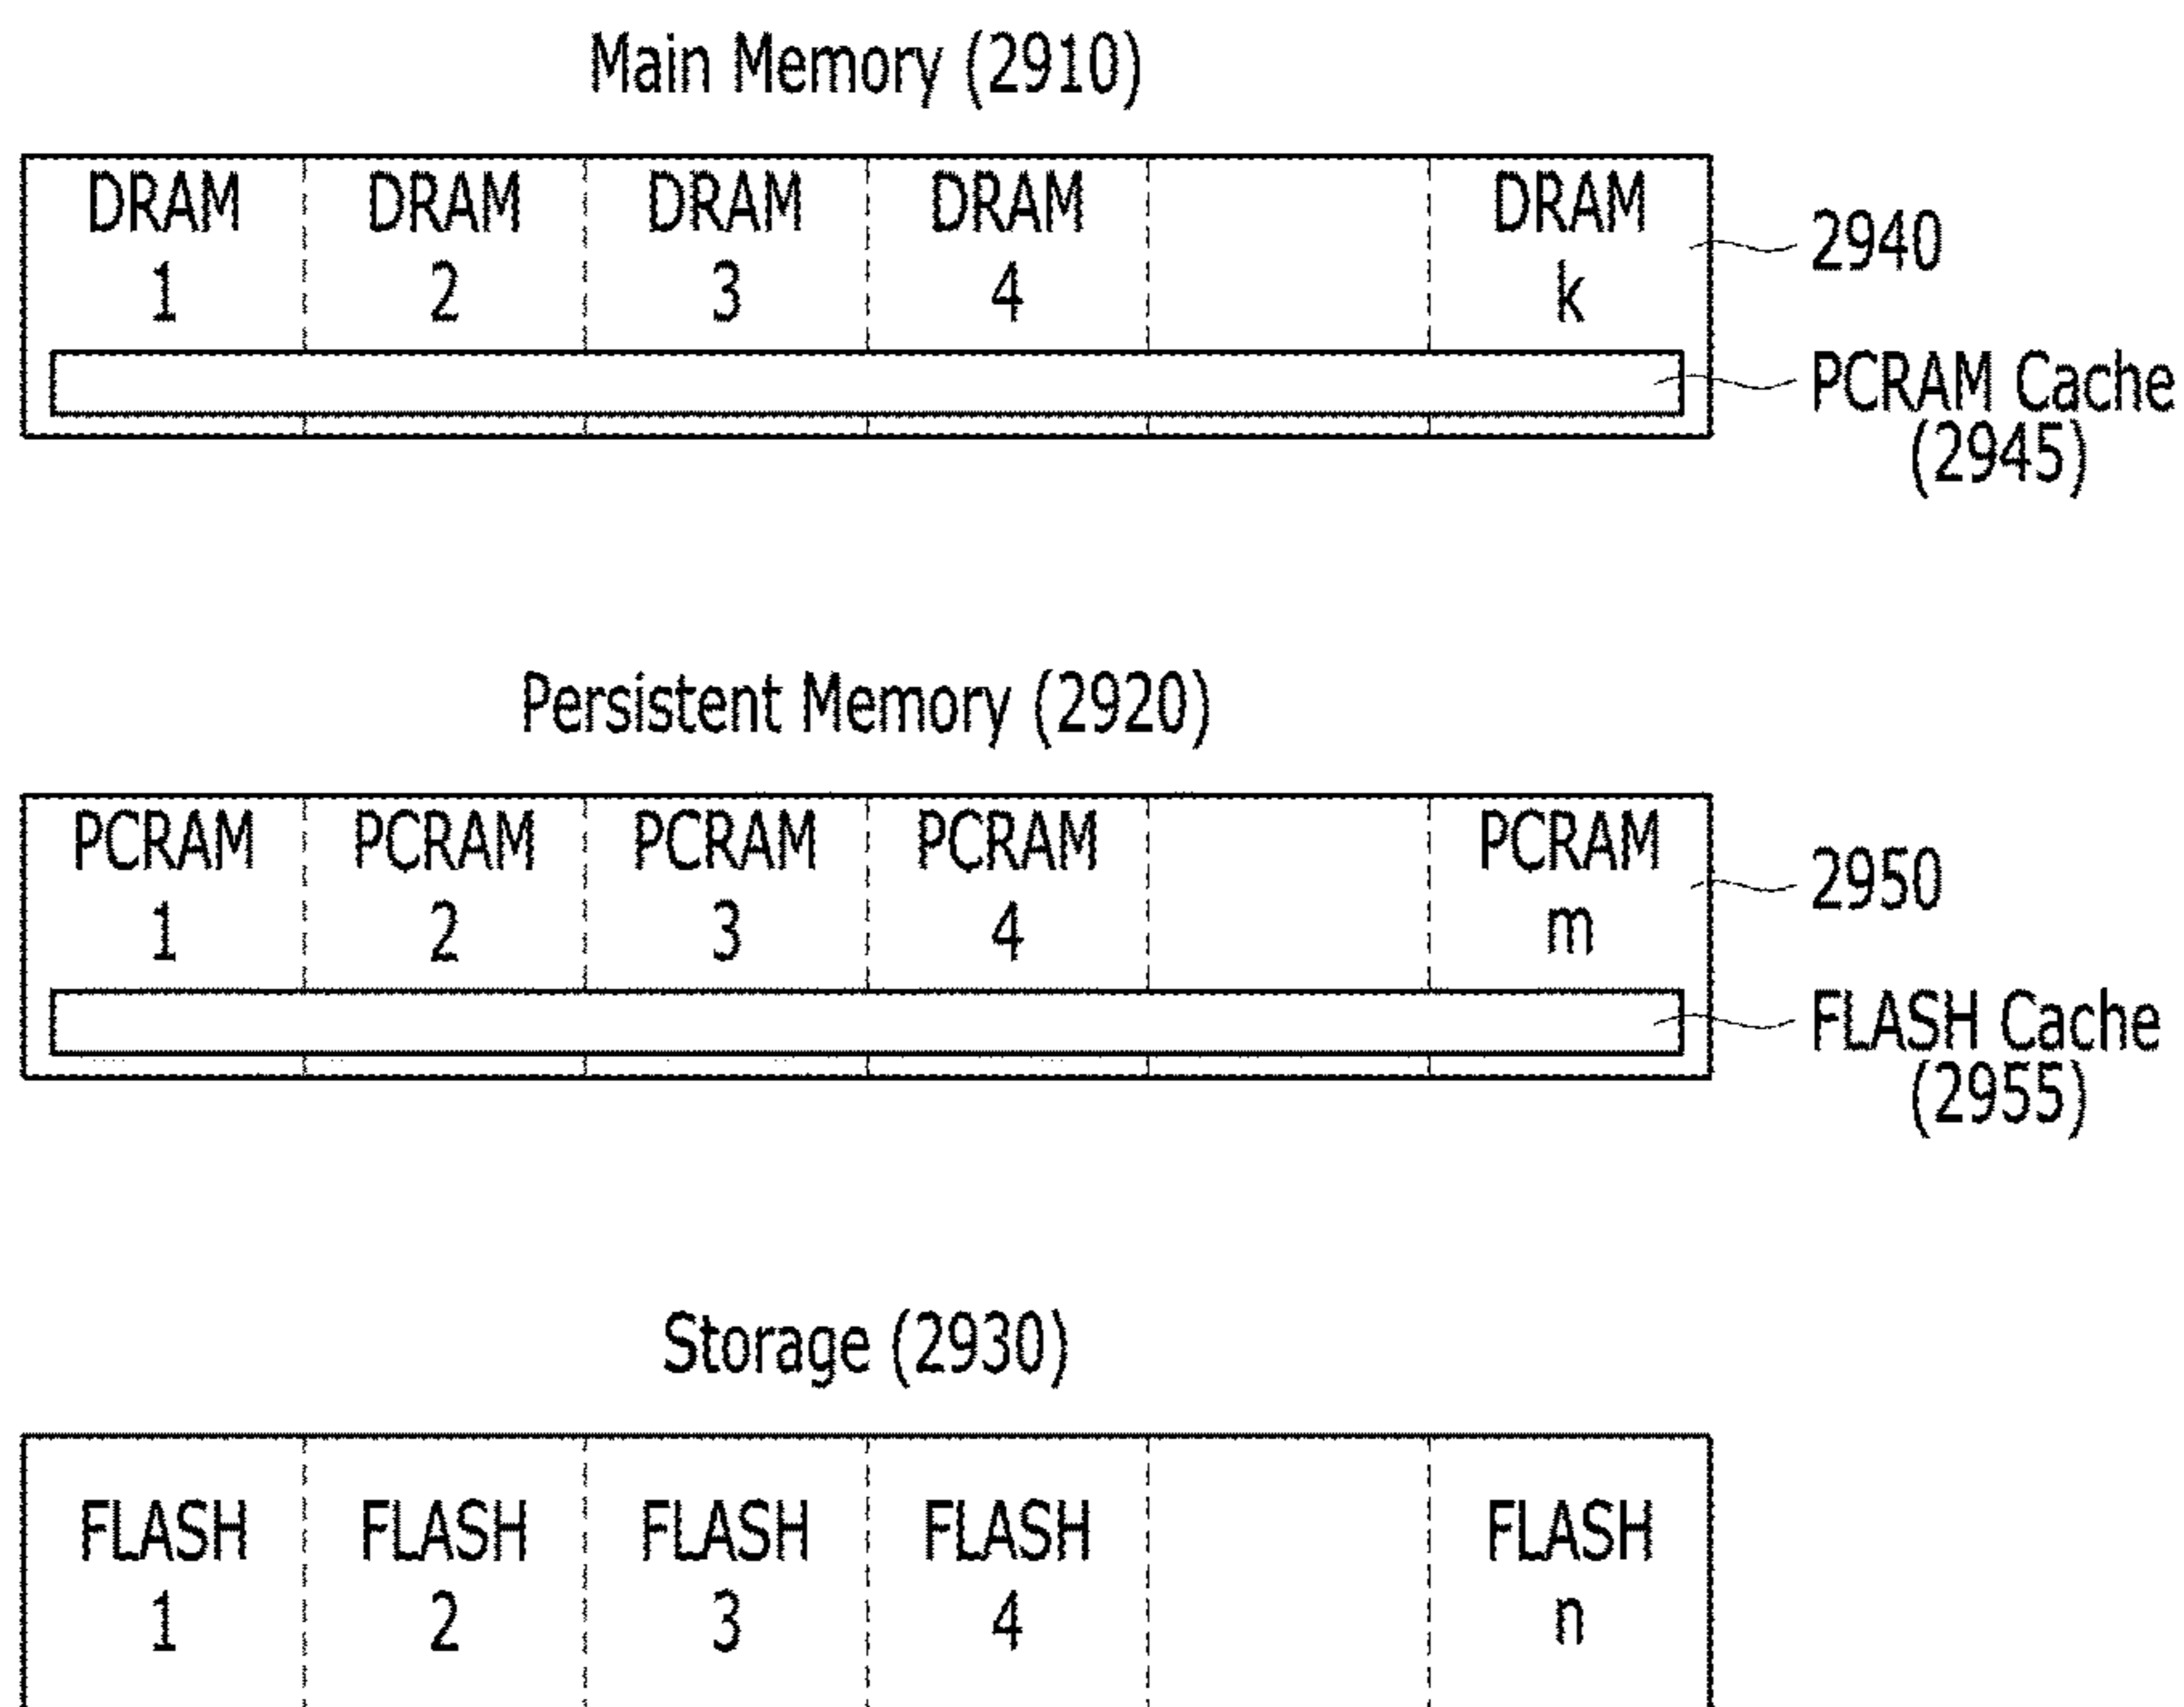 Main Memory (2910)
DRAM DRAM DRAM DRAM DRAM
1 2 3 4 k
2940
PCRAM Cache
(2945)
Persistent Memory (2920)
PCRAM PCRAM PCRAM PCRAM PCRAM
1 2 3 4 m
2950
FLASH Cache
(2955)
Storage (2930)
FLASH FLASH FLASH FLASH FLASH
1 2 3 4 n